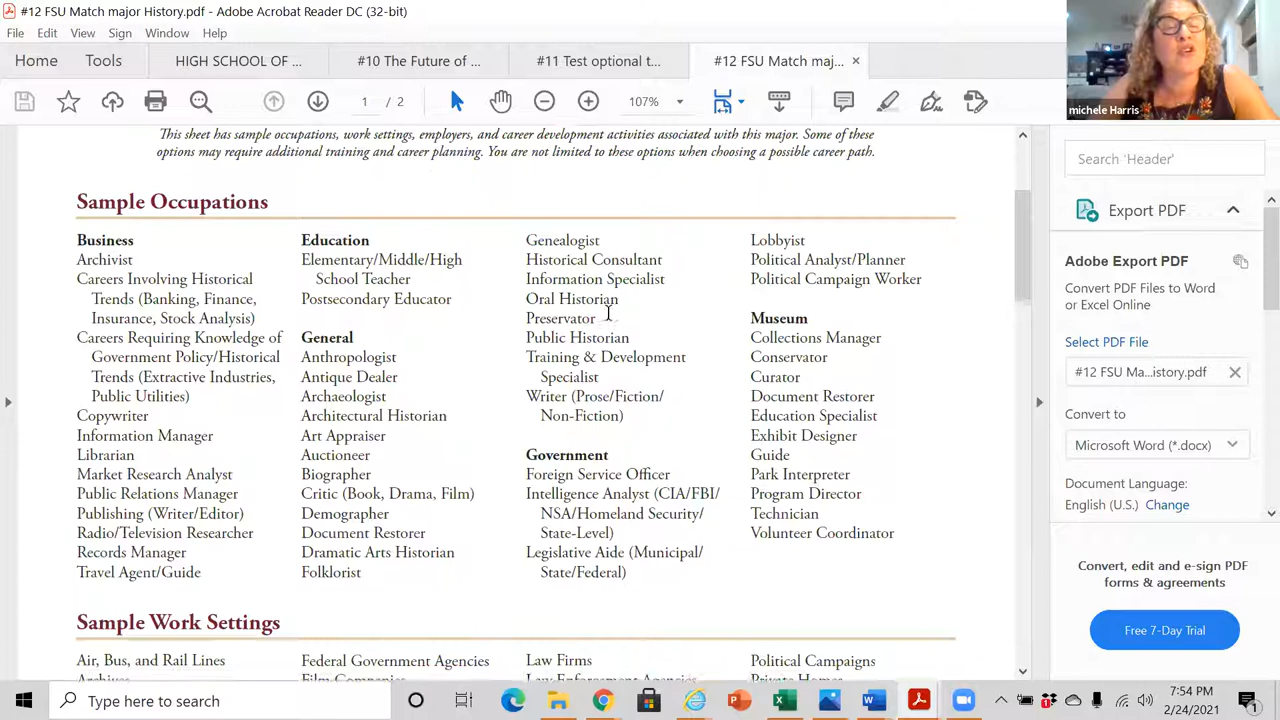 #12 FSU Match major History.pdf - Adobe Acrobat Reader DC (32-bit)
File Edit View Sign Window Help
Home Tools HIGH SCHOOL OF ... #10 The Future of ... #11 Test optional t... #12 FSU Match maj... ×
1 / 2 107%
michele Harris
This sheet has sample occupations, work settings, employers, and career development activities associated with this major. Some of these
options may require additional training and career planning. You are not limited to these options when choosing a possible career path.
Sample Occupations
Business
Archivist
Careers Involving Historical
Trends (Banking, Finance,
Insurance, Stock Analysis)
Careers Requiring Knowledge of
Government Policy/Historical
Trends (Extractive Industries,
Public Utilities)
Copywriter
Information Manager
Librarian
Market Research Analyst
Public Relations Manager
Publishing (Writer/Editor)
Radio/Television Researcher
Records Manager
Travel Agent/Guide
Education
Elementary/Middle/High
School Teacher
Postsecondary Educator
General
Anthropologist
Antique Dealer
Archaeologist
Architectural Historian
Art Appraiser
Auctioneer
Biographer
Critic (Book, Drama, Film)
Demographer
Document Restorer
Dramatic Arts Historian
Folklorist
Genealogist
Historical Consultant
Information Specialist
Oral Historian
Preservator
Public Historian
Training & Development
Specialist
Writer (Prose/Fiction/
Non-Fiction)
Government
Foreign Service Officer
Intelligence Analyst (CIA/FBI/
NSA/Homeland Security/
State-Level)
Legislative Aide (Municipal/
State/Federal)
Lobbyist
Political Analyst/Planner
Political Campaign Worker
Museum
Collections Manager
Conservator
Curator
Document Restorer
Education Specialist
Exhibit Designer
Guide
Park Interpreter
Program Director
Technician
Volunteer Coordinator
Sample Work Settings
Air, Bus, and Rail Lines Federal Government Agencies Law Firms Political Campaigns
Archives Film Companies Law Enforcement Agencies Private Homes
Search 'Header'
Export PDF
Adobe Export PDF
Convert PDF Files to Word
or Excel Online
Select PDF File
#12 FSU Ma...istory.pdf
Convert to
Microsoft Word (*.docx)
Document Language:
English (U.S.) Change
Convert, edit and e-sign PDF
forms & agreements
Free 7-Day Trial
Type here to search
7:54 PM
2/24/2021